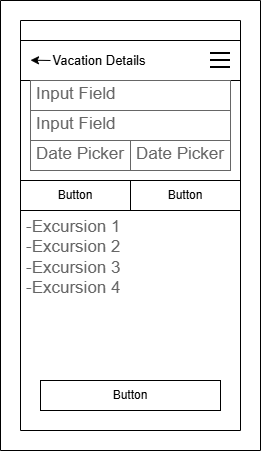 Vacation Details
Input Field
Input Field
Date Picker Date Picker
Button Button
-Excursion 1
-Excursion 2
-Excursion 3
-Excursion 4
Button